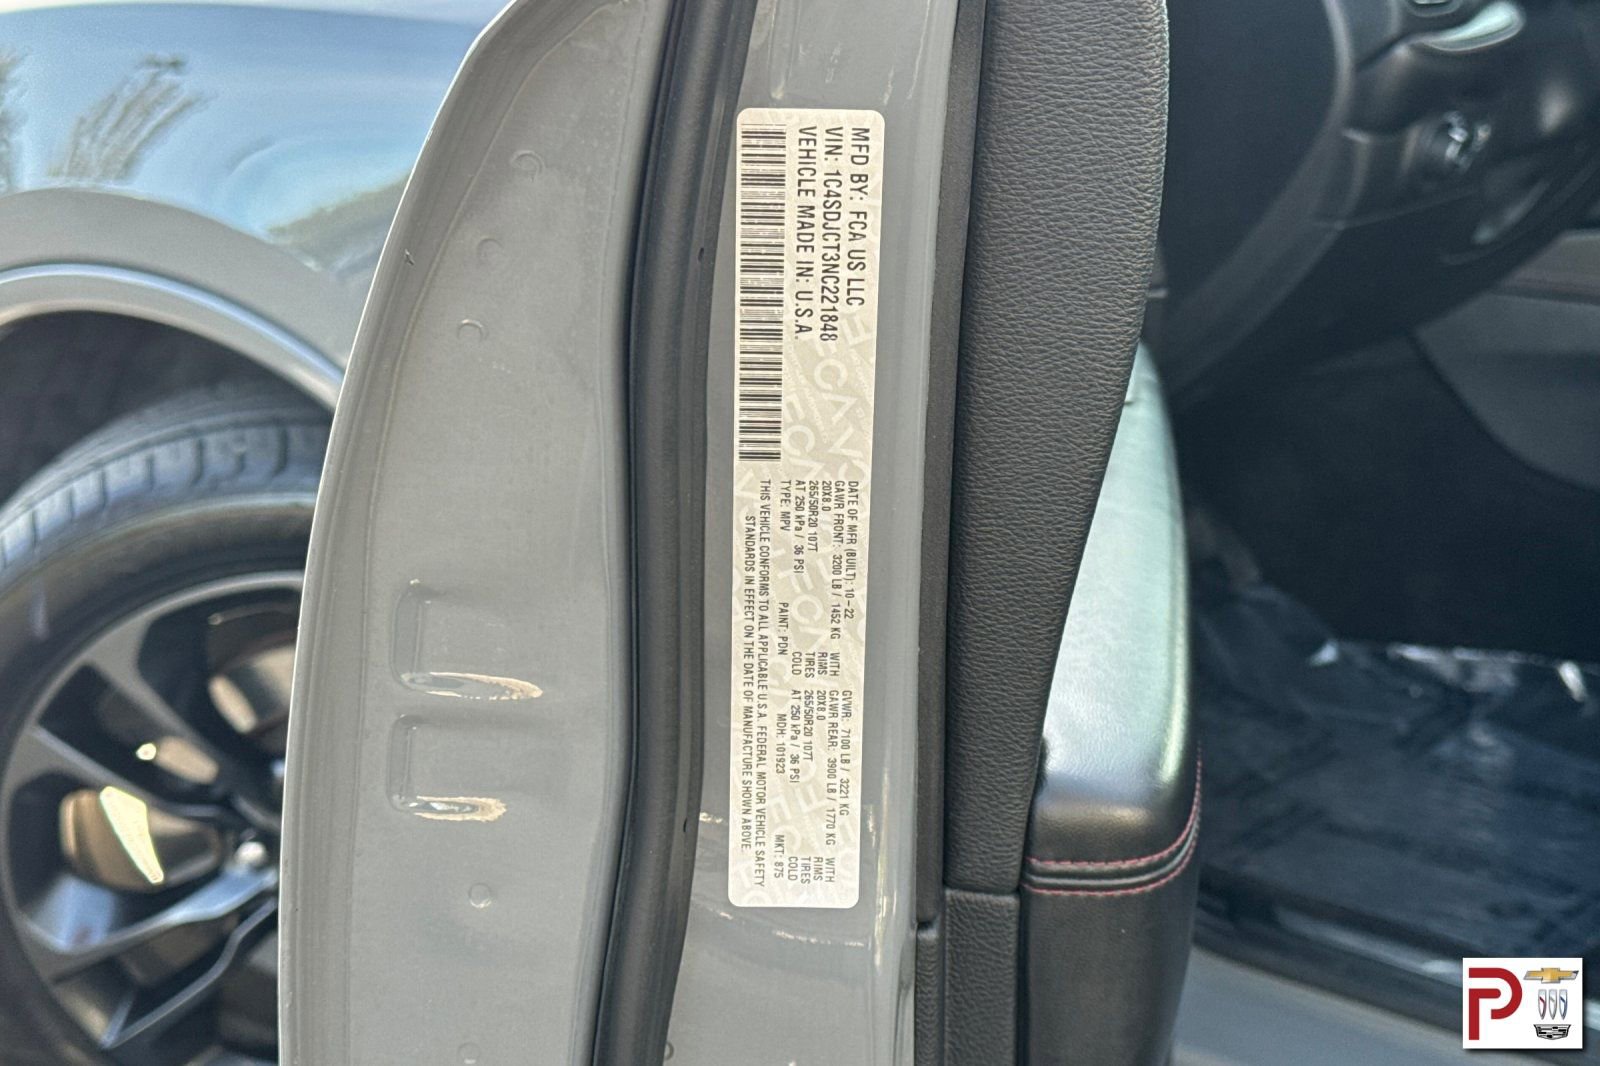 MFD BY: FCA US LLC
VIN: 1C4SDJCT3NC221848
VEHICLE MADE IN: U.S.A.
DATE OF MFR (BUILT): 10-22 GVWR: 7100 LB / 3221 KG
GAWR FRONT: 3200 LB / 1452 KG WITH GAWR REAR: 3900 LB / 1770 KG WITH
20X8.0 RIMS 20X8.0 RIMS
265/50R20 107T TIRES 265/50R20 107T TIRES
AT 250 kPa / 36 PSI COLD AT 250 kPa / 36 PSI COLD
TYPE: MPV PAINT: PDN MDH: 101923 MKT: 875
THIS VEHICLE CONFORMS TO ALL APPLICABLE U.S.A. FEDERAL MOTOR VEHICLE SAFETY
STANDARDS IN EFFECT ON THE DATE OF MANUFACTURE SHOWN ABOVE.
P